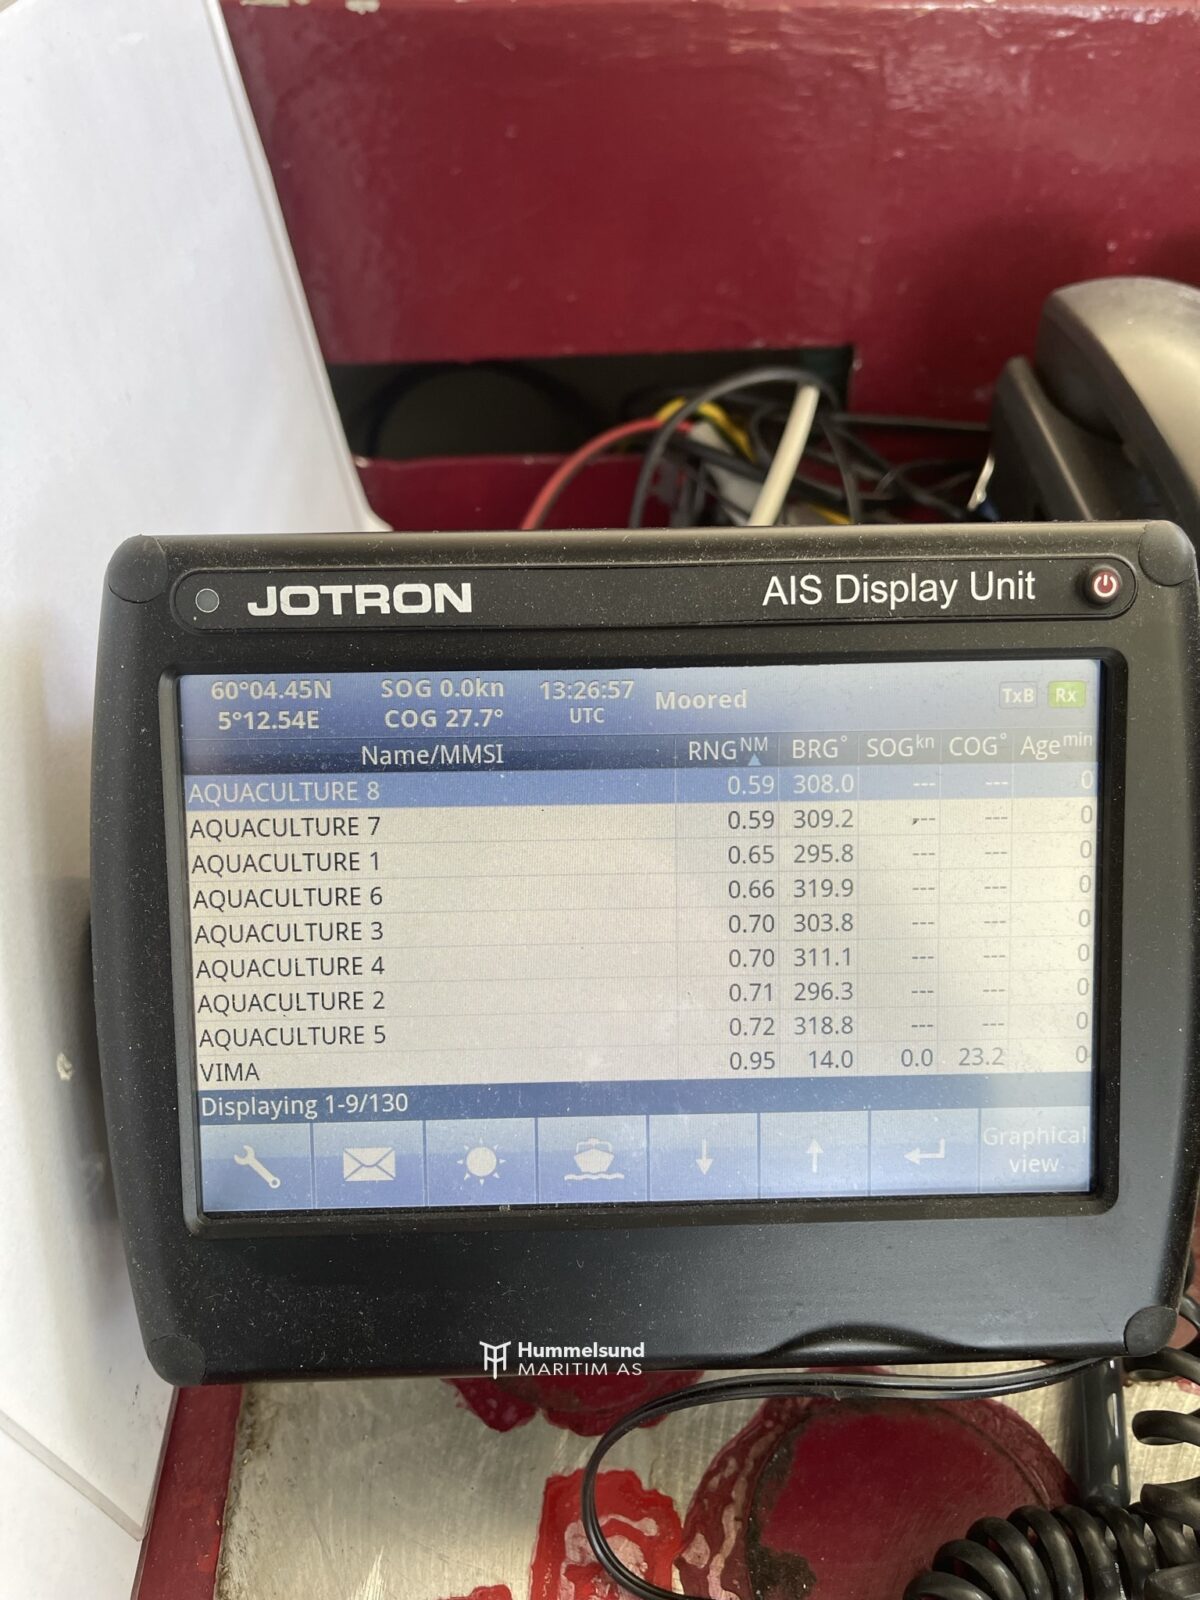 JOTRON
AIS Display Unit
60°04.45N SOG 0.0kn 13:26:57 Moored TxB Rx
5°12.54E COG 27.7° UTC
Name/MMSI RNG NM BRG° SOG kn COG° Age min
AQUACULTURE 8 0.59 308.0 --- --- 0
AQUACULTURE 7 0.59 309.2 --- --- 0
AQUACULTURE 1 0.65 295.8 --- --- 0
AQUACULTURE 6 0.66 319.9 --- --- 0
AQUACULTURE 3 0.70 303.8 --- --- 0
AQUACULTURE 4 0.70 311.1 --- --- 0
AQUACULTURE 2 0.71 296.3 --- --- 0
AQUACULTURE 5 0.72 318.8 --- --- 0
VIMA 0.95 14.0 0.0 23.2 0
Displaying 1-9/130
Graphical
view
Hummelsund
MARITIM AS